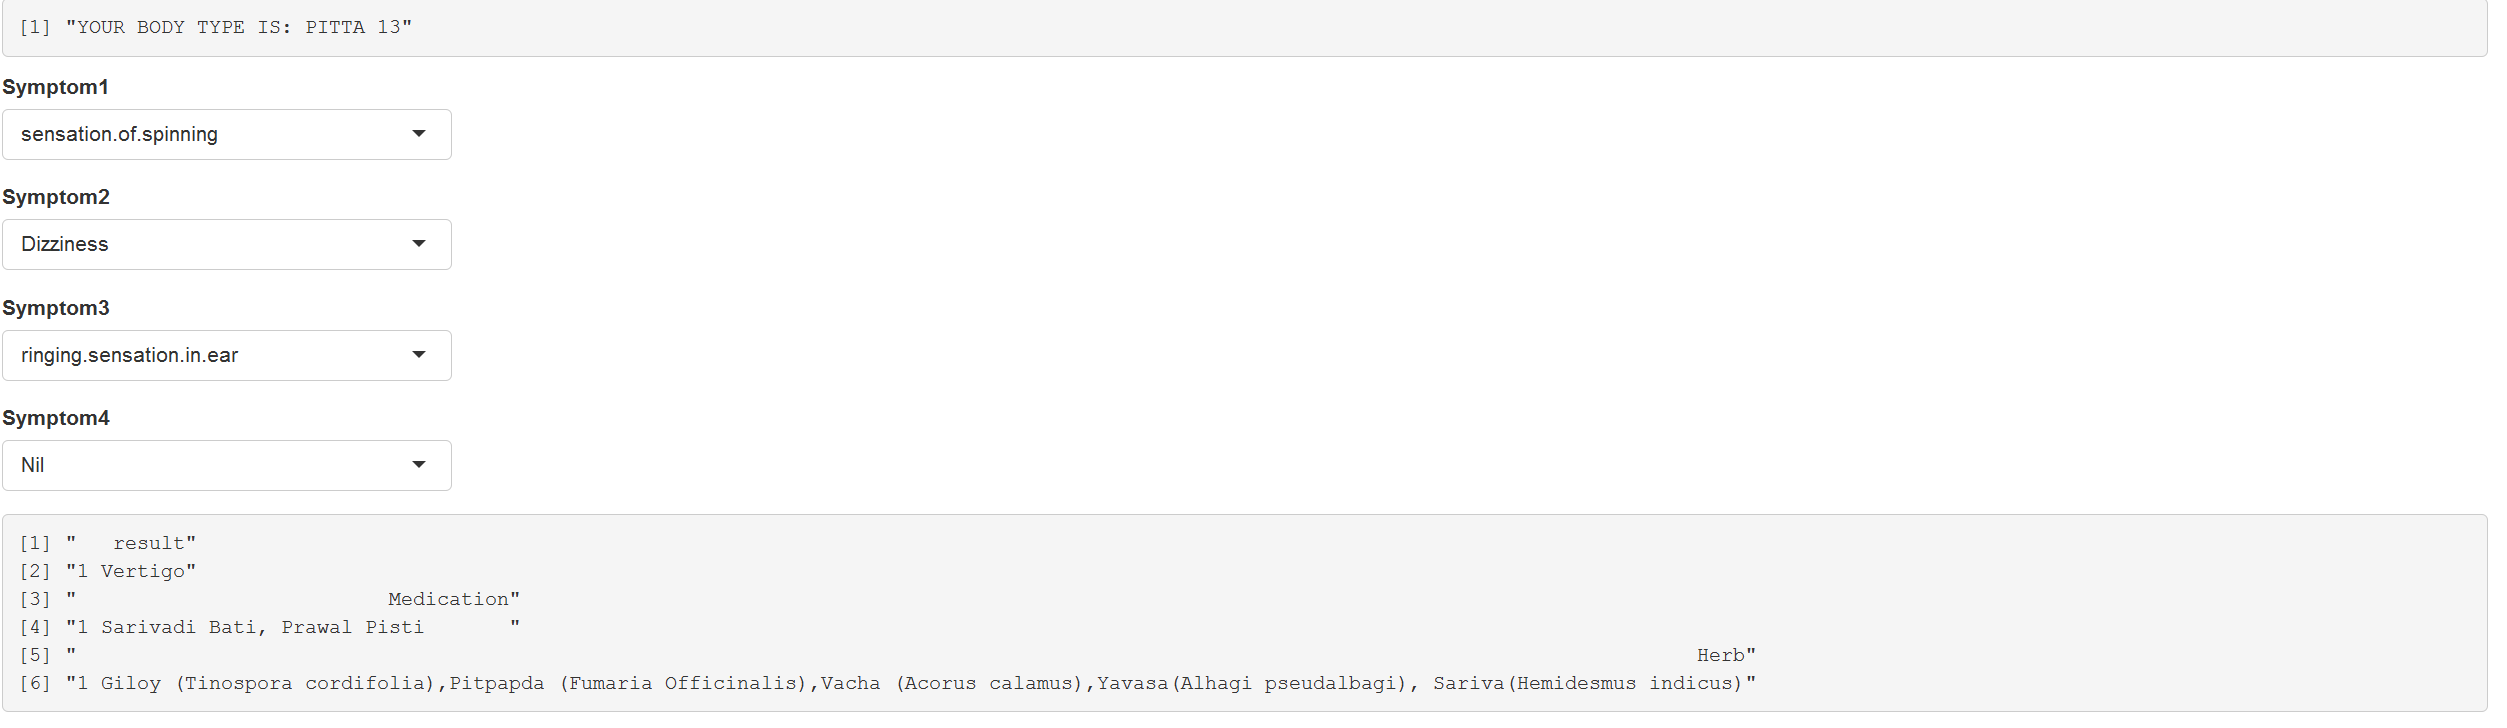 [1] "YOUR BODY TYPE IS: PITTA 13"
Symptom1
sensation.of.spinning
Symptom2
Dizziness
Symptom3
ringing.sensation.in.ear
Symptom4
Nil
[1] "   result"
[2] "1 Vertigo"
[3] "                          Medication"
[4] "1 Sarivadi Bati, Prawal Pisti       "
[5] "                                                                                                                                       Herb"
[6] "1 Giloy (Tinospora cordifolia),Pitpapda (Fumaria Officinalis),Vacha (Acorus calamus),Yavasa(Alhagi pseudalbagi), Sariva(Hemidesmus indicus)"